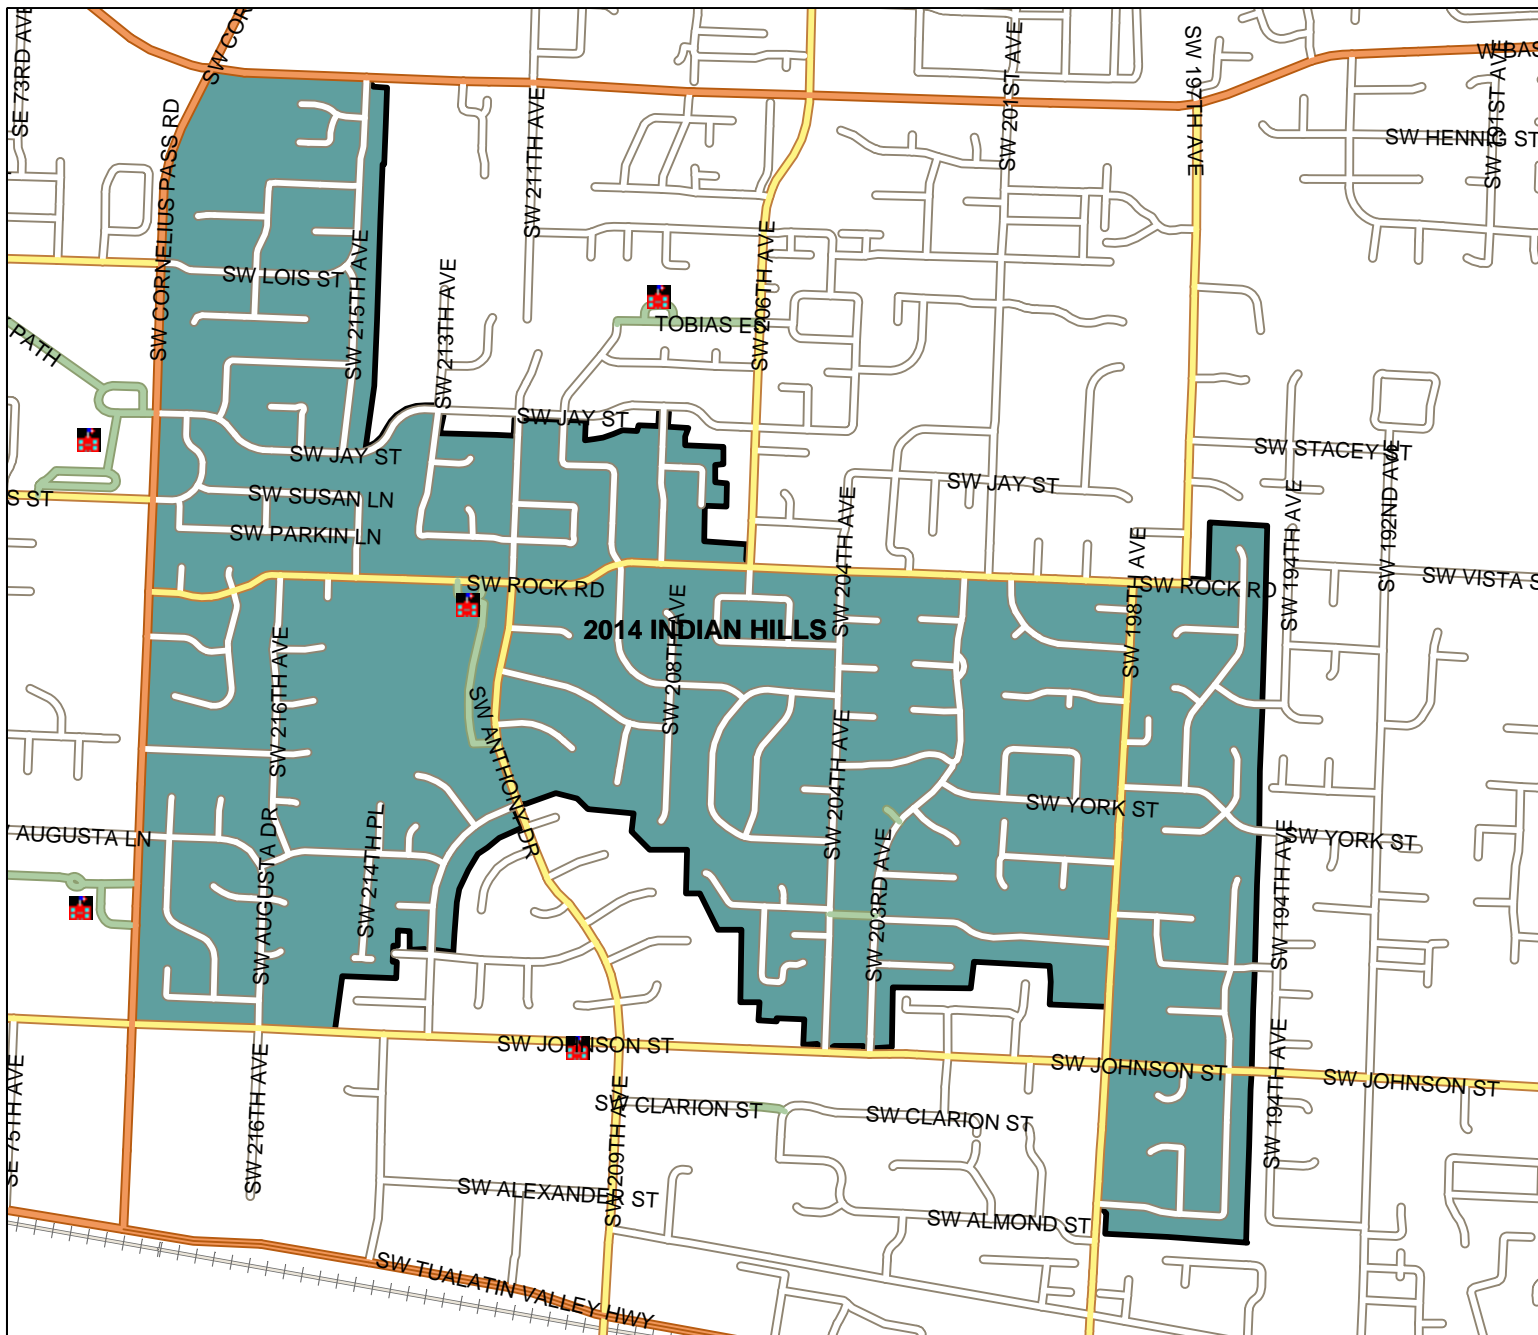 SE 73RD AVE
SW COR
SW 201ST AVE
SW 197TH AVE
W BAS
SW 191ST AVE
SW HENNIG ST
SW CORNELIUS PASS RD
SW 211TH AVE
SW 206TH AVE
SW LOIS ST
SW 215TH AVE
SW 213TH AVE
TOBIAS E
PATH
SW JAY ST
SW JAY ST
SW STACEY ST
SW 192ND AVE
SW JAY ST
S ST
SW SUSAN LN
SW 204TH AVE
SW 194TH AVE
SW PARKIN LN
SW 198TH AVE
SW ROCK RD
SW ROCK RD
SW VISTA S
2014 INDIAN HILLS
SW 208TH AVE
SW 216TH AVE
SW ANTHONY DR
SW 204TH AVE
SW YORK ST
SW YORK ST
AUGUSTA LN
SW AUGUSTA DR
SW 214TH PL
SW 203RD AVE
SW 194TH AVE
SW JOHNSON ST
SW JOHNSON ST
SW JOHNSON ST
SE 75TH AVE
SW 216TH AVE
SW 209TH AVE
SW CLARION ST
SW CLARION ST
SW 194TH AVE
SW ALEXANDER ST
SW ALMOND ST
SW TUALATIN VALLEY HWY